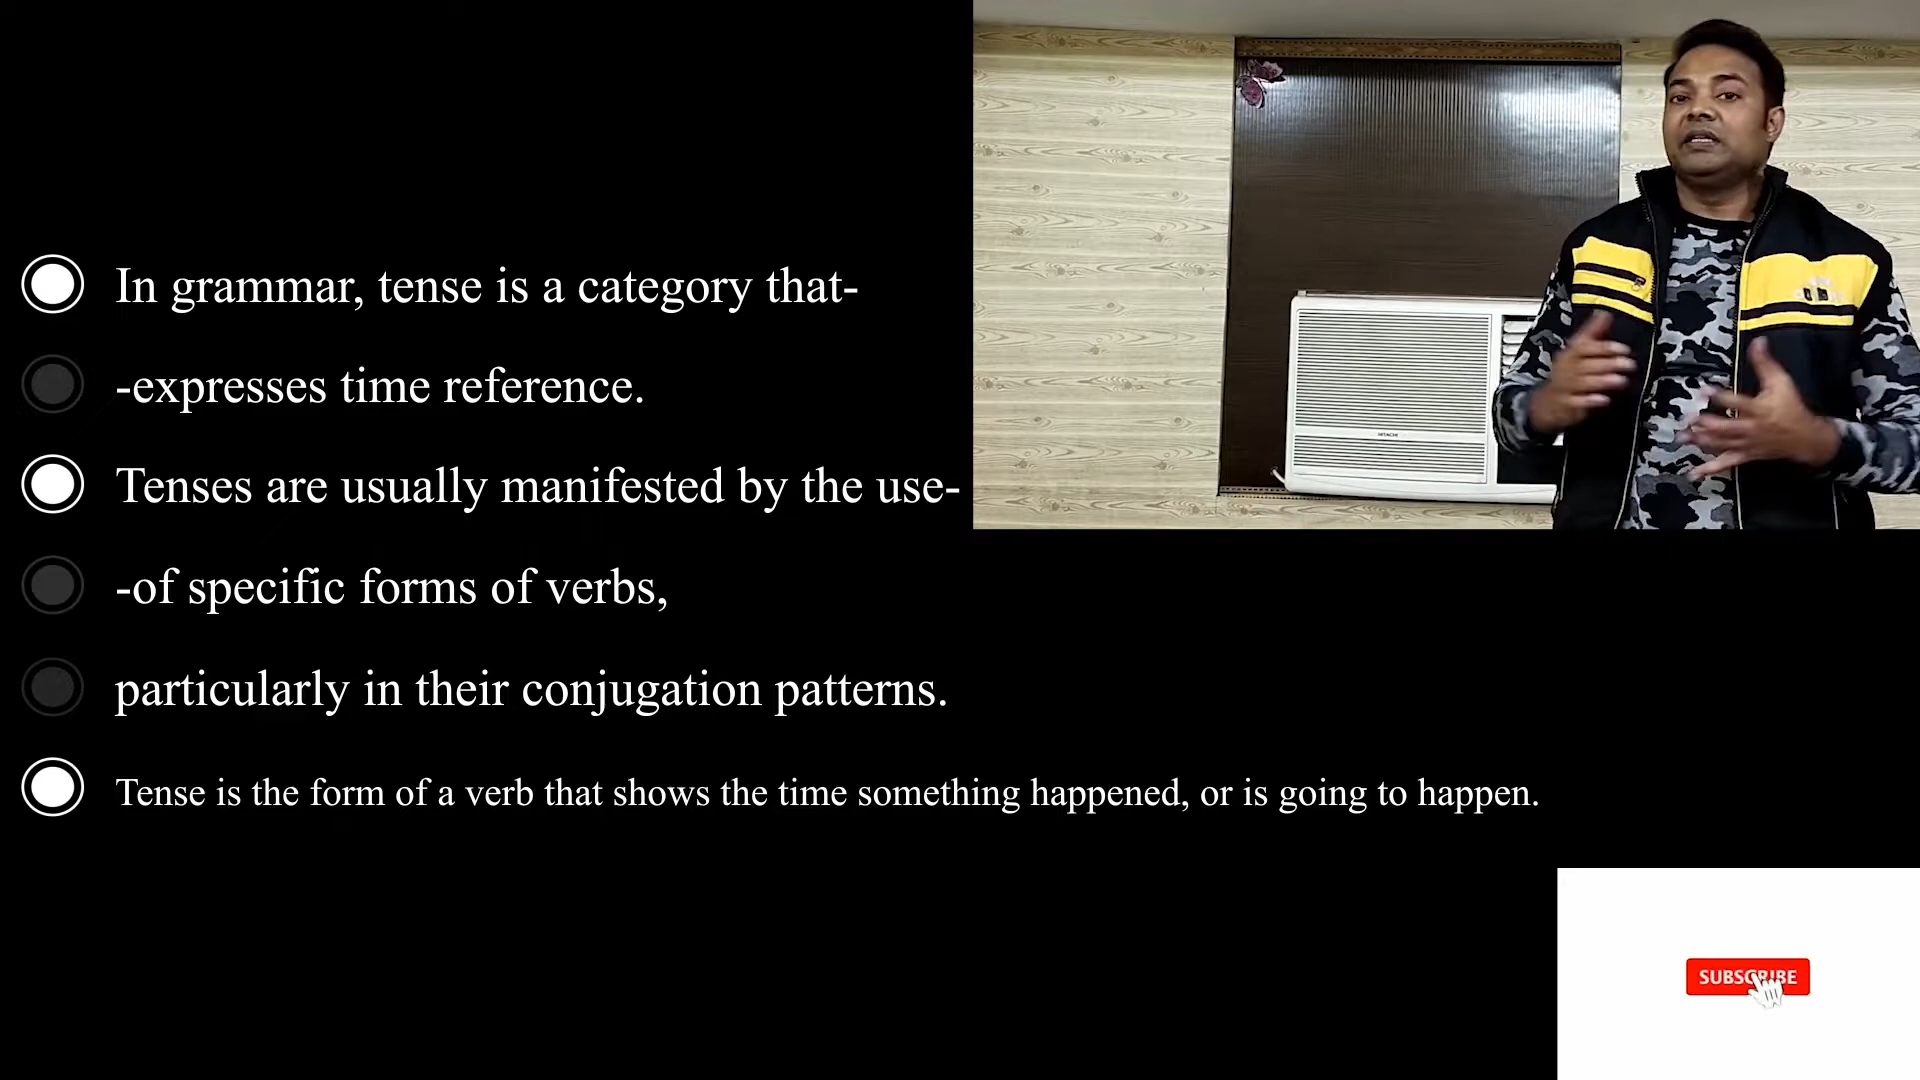 In grammar, tense is a category that-
-expresses time reference.
Tenses are usually manifested by the use-
-of specific forms of verbs,
particularly in their conjugation patterns.
Tense is the form of a verb that shows the time something happened, or is going to happen.
HITACHI
SUBSCRIBE